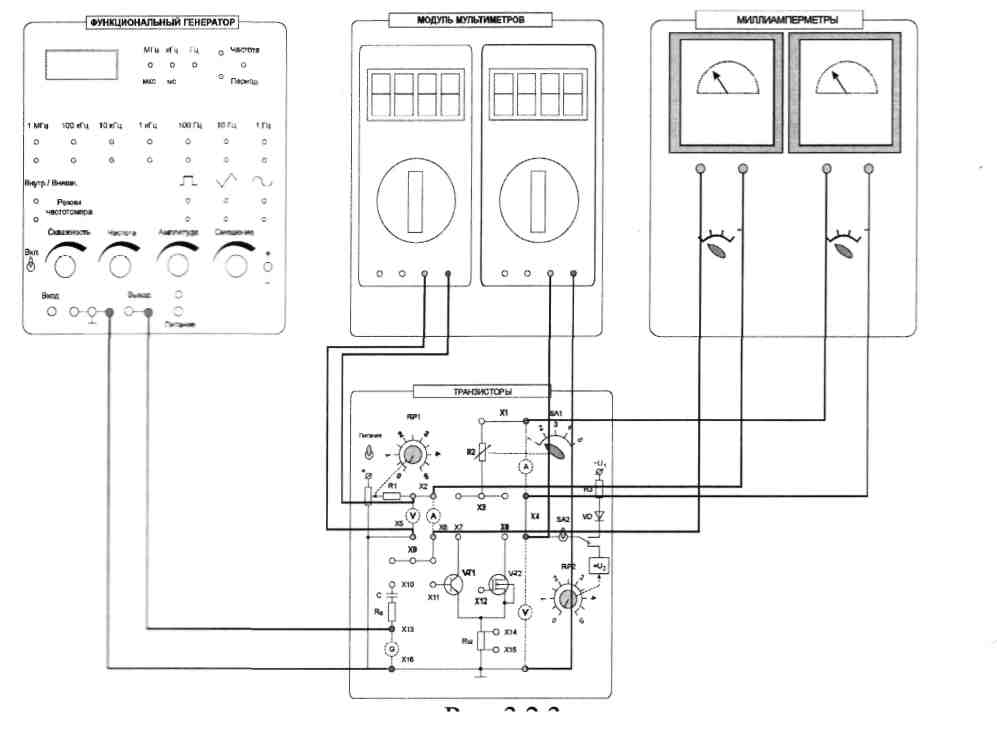 ФУНКЦИОНАЛЬНЫЙ ГЕНЕРАТОР
МОДУЛЬ МУЛЬТИМЕТРОВ
МИЛЛИАМПЕРМЕТРЫ
МГц кГц Гц Частота
мкс мс Период
1 МГц 100 кГц 10 кГц 1 кГц 100 Гц 10 Гц 1 Гц
Внутр./ Внешн.
Режим
частотомера
Скважность Частота Амплитуда Смещение
Вкл
+
−
Вход Выход
Питание
ТРАНЗИСТОРЫ
RP1 X1 SA1
Питание
R2
A
R1 X2
X3
R3
V A
X5 X6 X7 X8 X4 SA2 VD
X9
RP2 +U2
VT1 VT2
X10
C
X11 X12
V
X13
Rш X14
G X15
X16